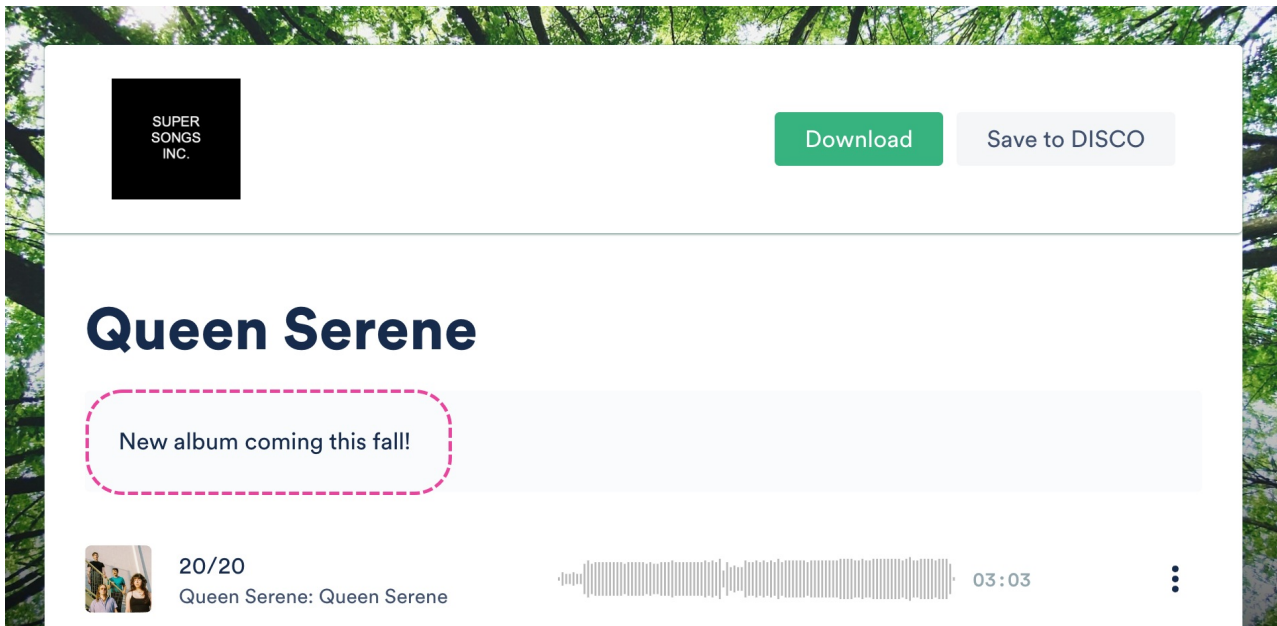 SUPER
SONGS
INC.
Download
Save to DISCO
Queen Serene
New album coming this fall!
20/20
Queen Serene: Queen Serene
03:03